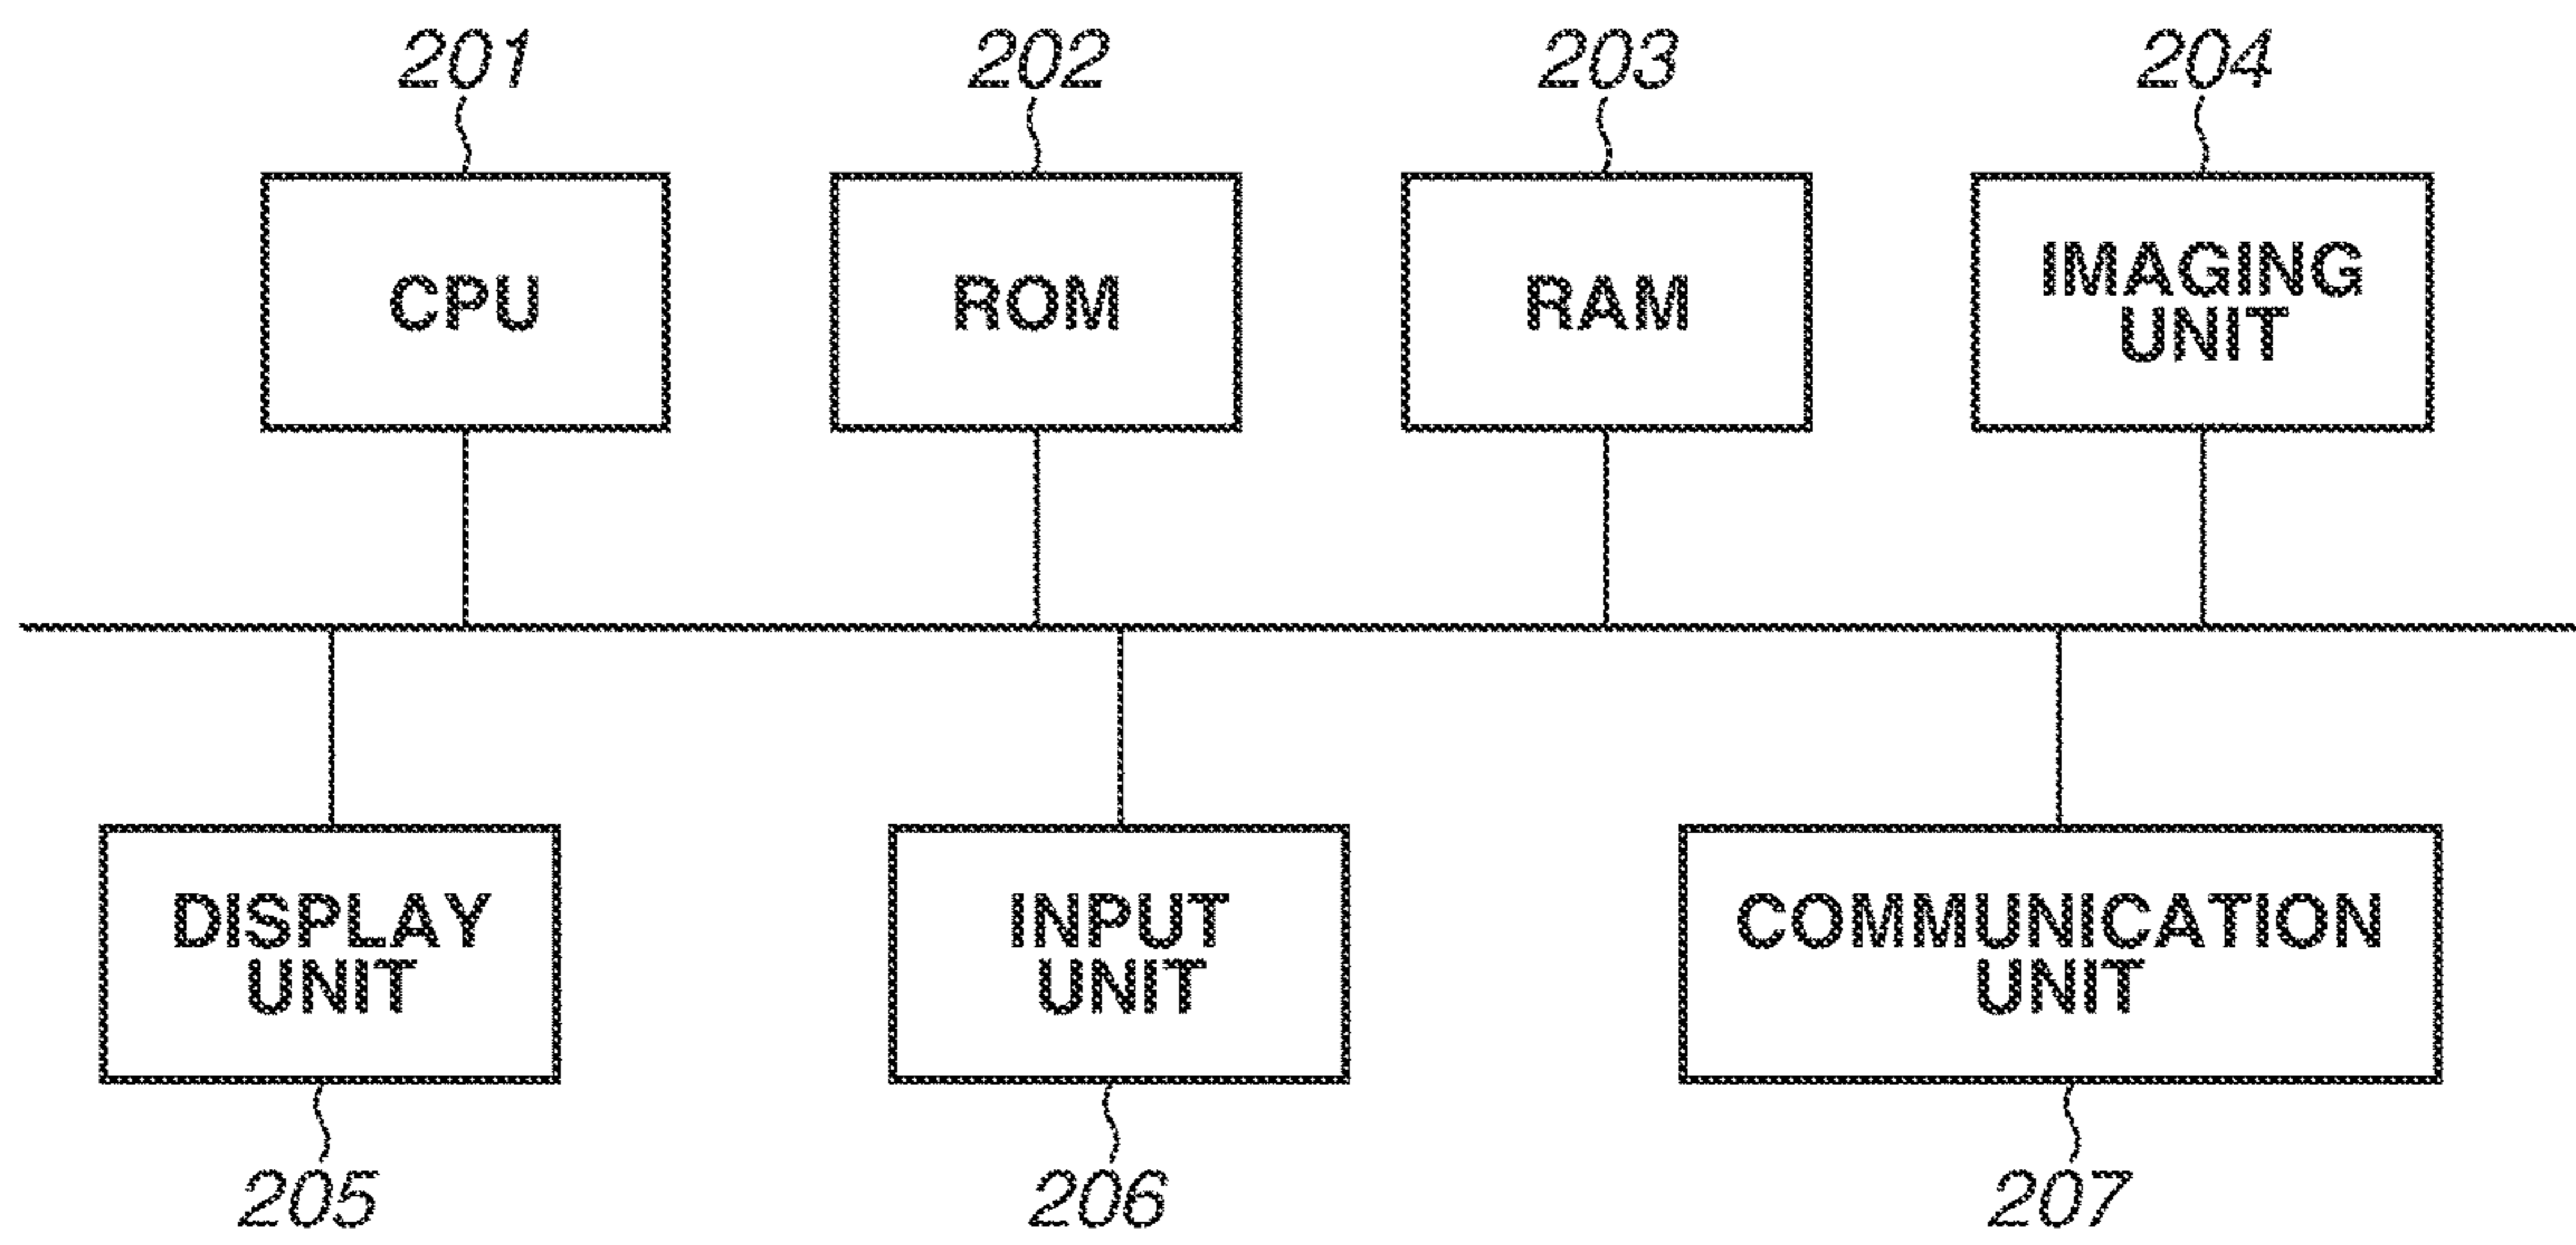 201
202
203
204
CPU
ROM
RAM
IMAGING
UNIT
DISPLAY
UNIT
INPUT
UNIT
COMMUNICATION
UNIT
205
206
207